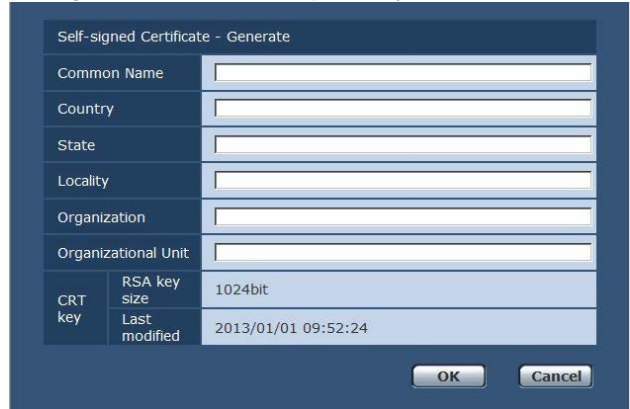 Self-signed Certificate - Generate
Common Name
Country
State
Locality
Organization
Organizational Unit
CRT key
RSA key size
1024bit
Last modified
2013/01/01 09:52:24
OK
Cancel